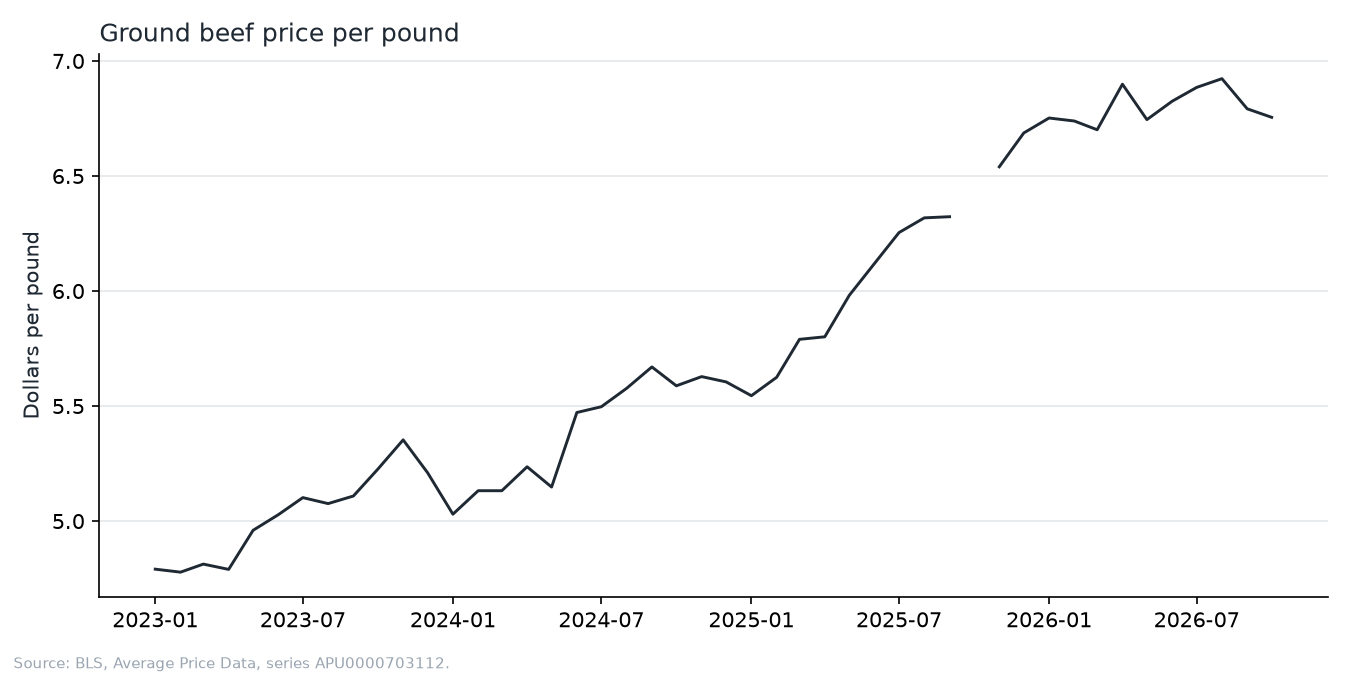 Ground beef price per pound
7.0
6.5
6.0
5.5
5.0
Dollars per pound
2023-01 2023-07 2024-01 2024-07 2025-01 2025-07 2026-01 2026-07
Source: BLS, Average Price Data, series APU0000703112.